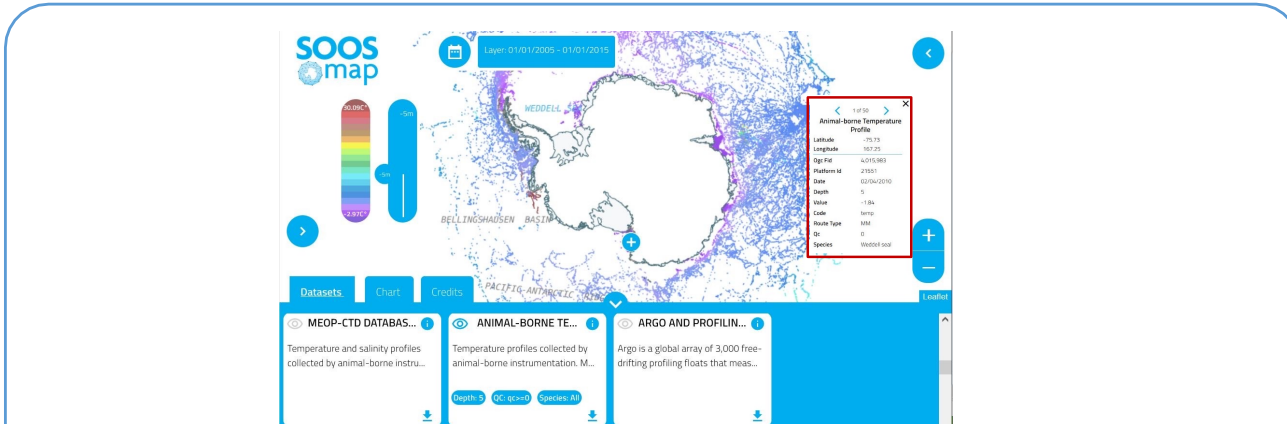 SOOS
map
Layer: 01/01/2005 - 01/01/2015
30.09C°
-5m
-5m
-2.97C°
WEDDELL
BELLINGSHAUSEN BASIN
PACIFIC-ANTARCTIC RIDGE
1 of 50
Animal-borne Temperature
Profile
Latitude -75.73
Longitude 167.25
Ogc Fid 4,015,983
Platform Id 21551
Date 02/04/2010
Depth 5
Value -1.84
Code temp
Route Type MM
Qc 0
Species Weddell seal
Leaflet
Datasets Chart Credits
MEOP-CTD DATABAS...
Temperature and salinity profiles
collected by animal-borne instru...
ANIMAL-BORNE TE...
Temperature profiles collected by
animal-borne instrumentation. M...
Depth: 5 QC: qc>=0 Species: All
ARGO AND PROFILIN...
Argo is a global array of 3,000 free-
drifting profiling floats that meas...